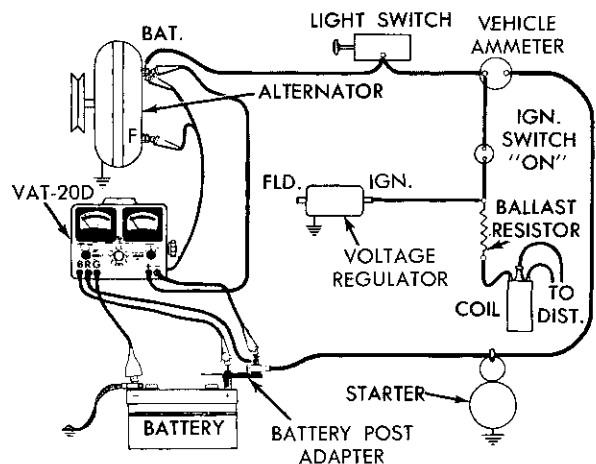 LIGHT SWITCH
VEHICLE
AMMETER
BAT.
ALTERNATOR
F
IGN.
SWITCH
"ON"
VAT-20D
FLD.
IGN.
BALLAST
RESISTOR
VOLTAGE
REGULATOR
BRG
COIL
TO
DIST.
STARTER
BATTERY
BATTERY POST
ADAPTER